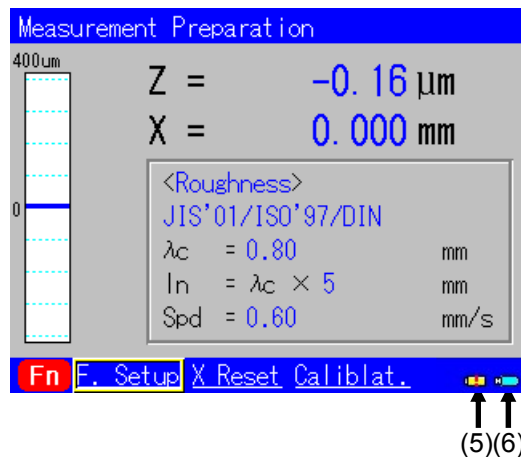 Measurement Preparation
400um
Z = -0.16 μm
X = 0.000 mm
0
<Roughness>
JIS'01/ISO'97/DIN
λc = 0.80 mm
ln = λc × 5 mm
Spd = 0.60 mm/s
Fn F. Setup X Reset Caliblat.
(5)(6)